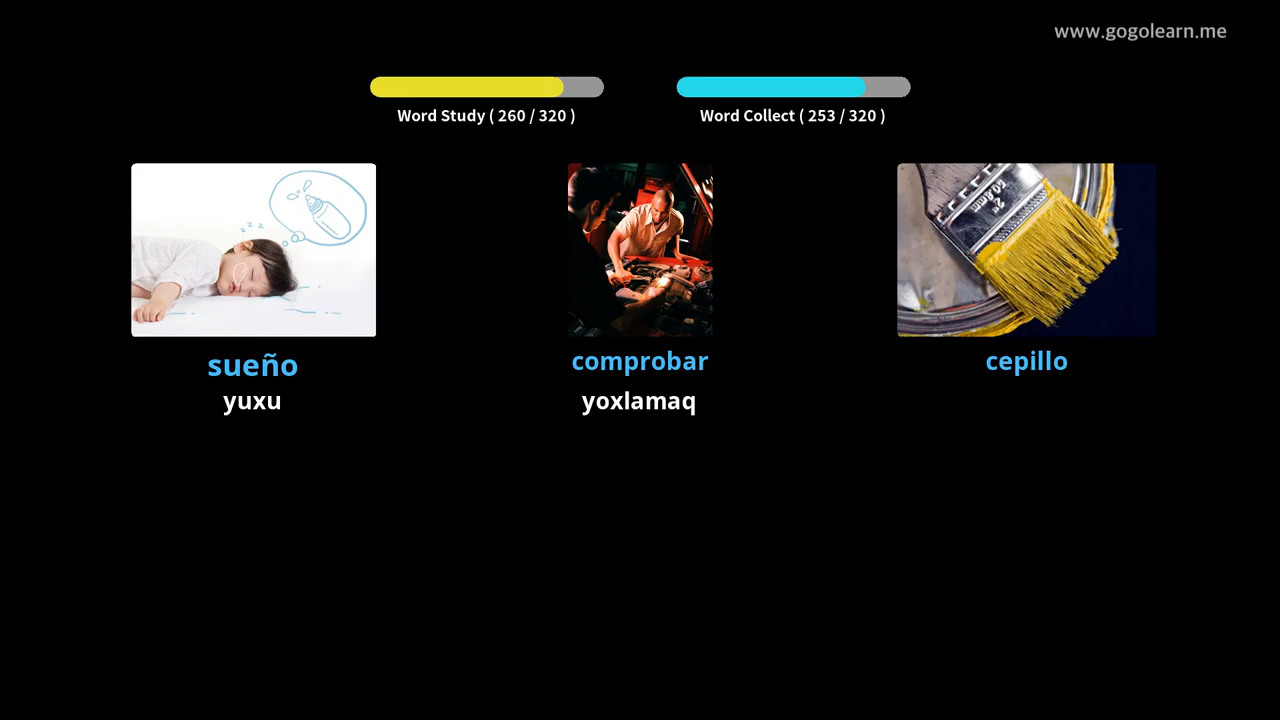 www.gogolearn.me
Word Study ( 260 / 320 )
Word Collect ( 253 / 320 )
sueño
yuxu
comprobar
yoxlamaq
cepillo